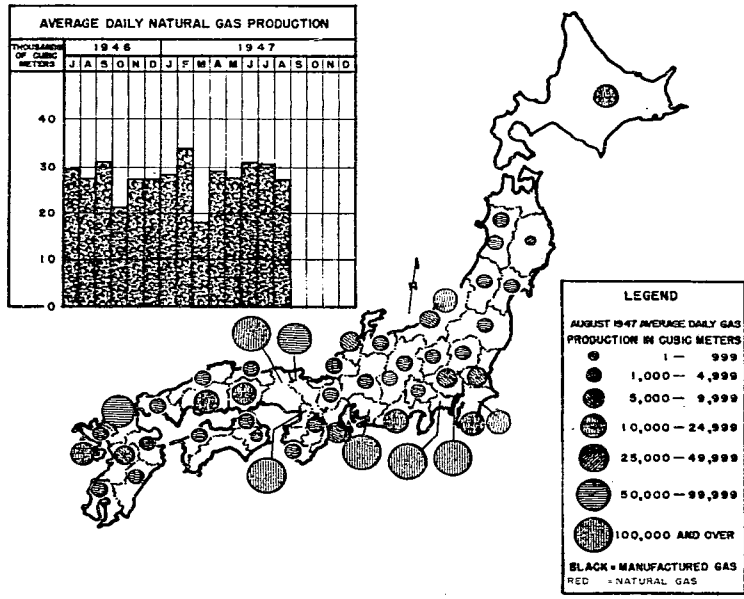 AVERAGE DAILY NATURAL GAS PRODUCTION
THOUSANDS OF CUBIC METERS
1946 1947
J A S O N D J F M A M J J A S O N D
40
30
20
10
0
N
LEGEND
AUGUST 1947 AVERAGE DAILY GAS
PRODUCTION IN CUBIC METERS
1 — 999
1,000 — 4,999
5,000 — 9,999
10,000 — 24,999
25,000 — 49,999
50,000 — 99,999
100,000 AND OVER
BLACK = MANUFACTURED GAS
RED = NATURAL GAS